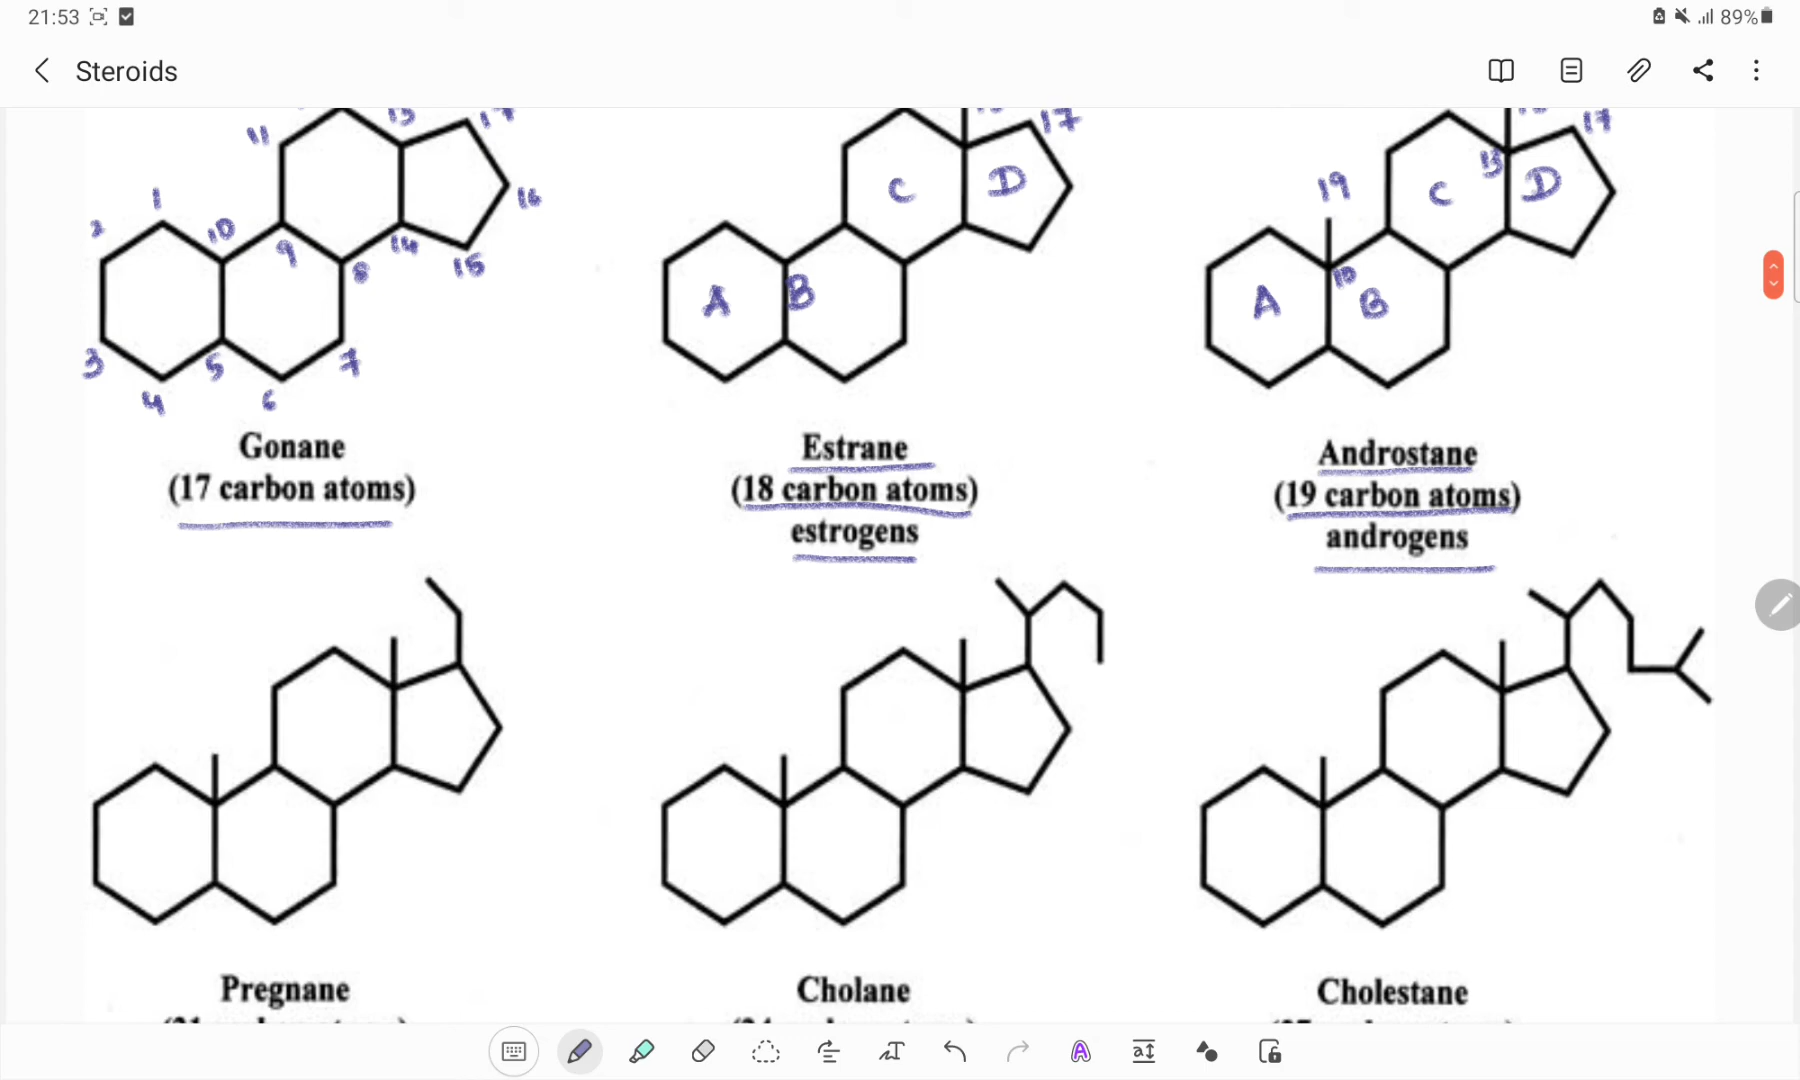 21:53
89%
Steroids
11
17
17
17
1
2
10
9
8
14
16
15
3
4
5
6
7
A
B
C
D
19
13
10
A
B
C
D
Gonane
(17 carbon atoms)
Estrane
(18 carbon atoms)
estrogens
Androstane
(19 carbon atoms)
androgens
Pregnane
Cholane
Cholestane